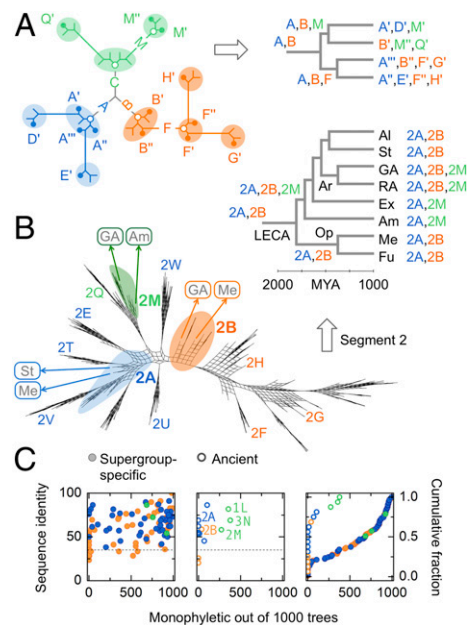 A
Q'
M''
M
M'
C
A
B
A'
D'
A'''
A''
E'
B'
B''
F
H'
F''
F'
G'
A,B,M
A,B
A,B,F
A',D',M'
B',M'',Q'
A''',B'',F',G'
A'',E',F'',H'
Al 2A,2B
St 2A,2B
GA 2A,2B,2M
Ar
RA 2A,2B,2M
2A,2B,2M
Ex 2A,2M
2A,2B
Am 2A,2M
LECA
Op
Me 2A,2B
2A,2B
Fu 2A,2B
2000 MYA 1000
Segment 2
B
GA
Am
2W
2Q
2M
GA
Me
2E
2B
2T
St
2A
Me
2H
2V
2U
2F
2G
C
Supergroup-specific
Ancient
Sequence identity
100
75
50
25
0
0 500 1000
2A
2B
1L
3N
2M
0 500 1000
0 500 1000
1.0
0.5
0.0
Cumulative fraction
Monophyletic out of 1000 trees